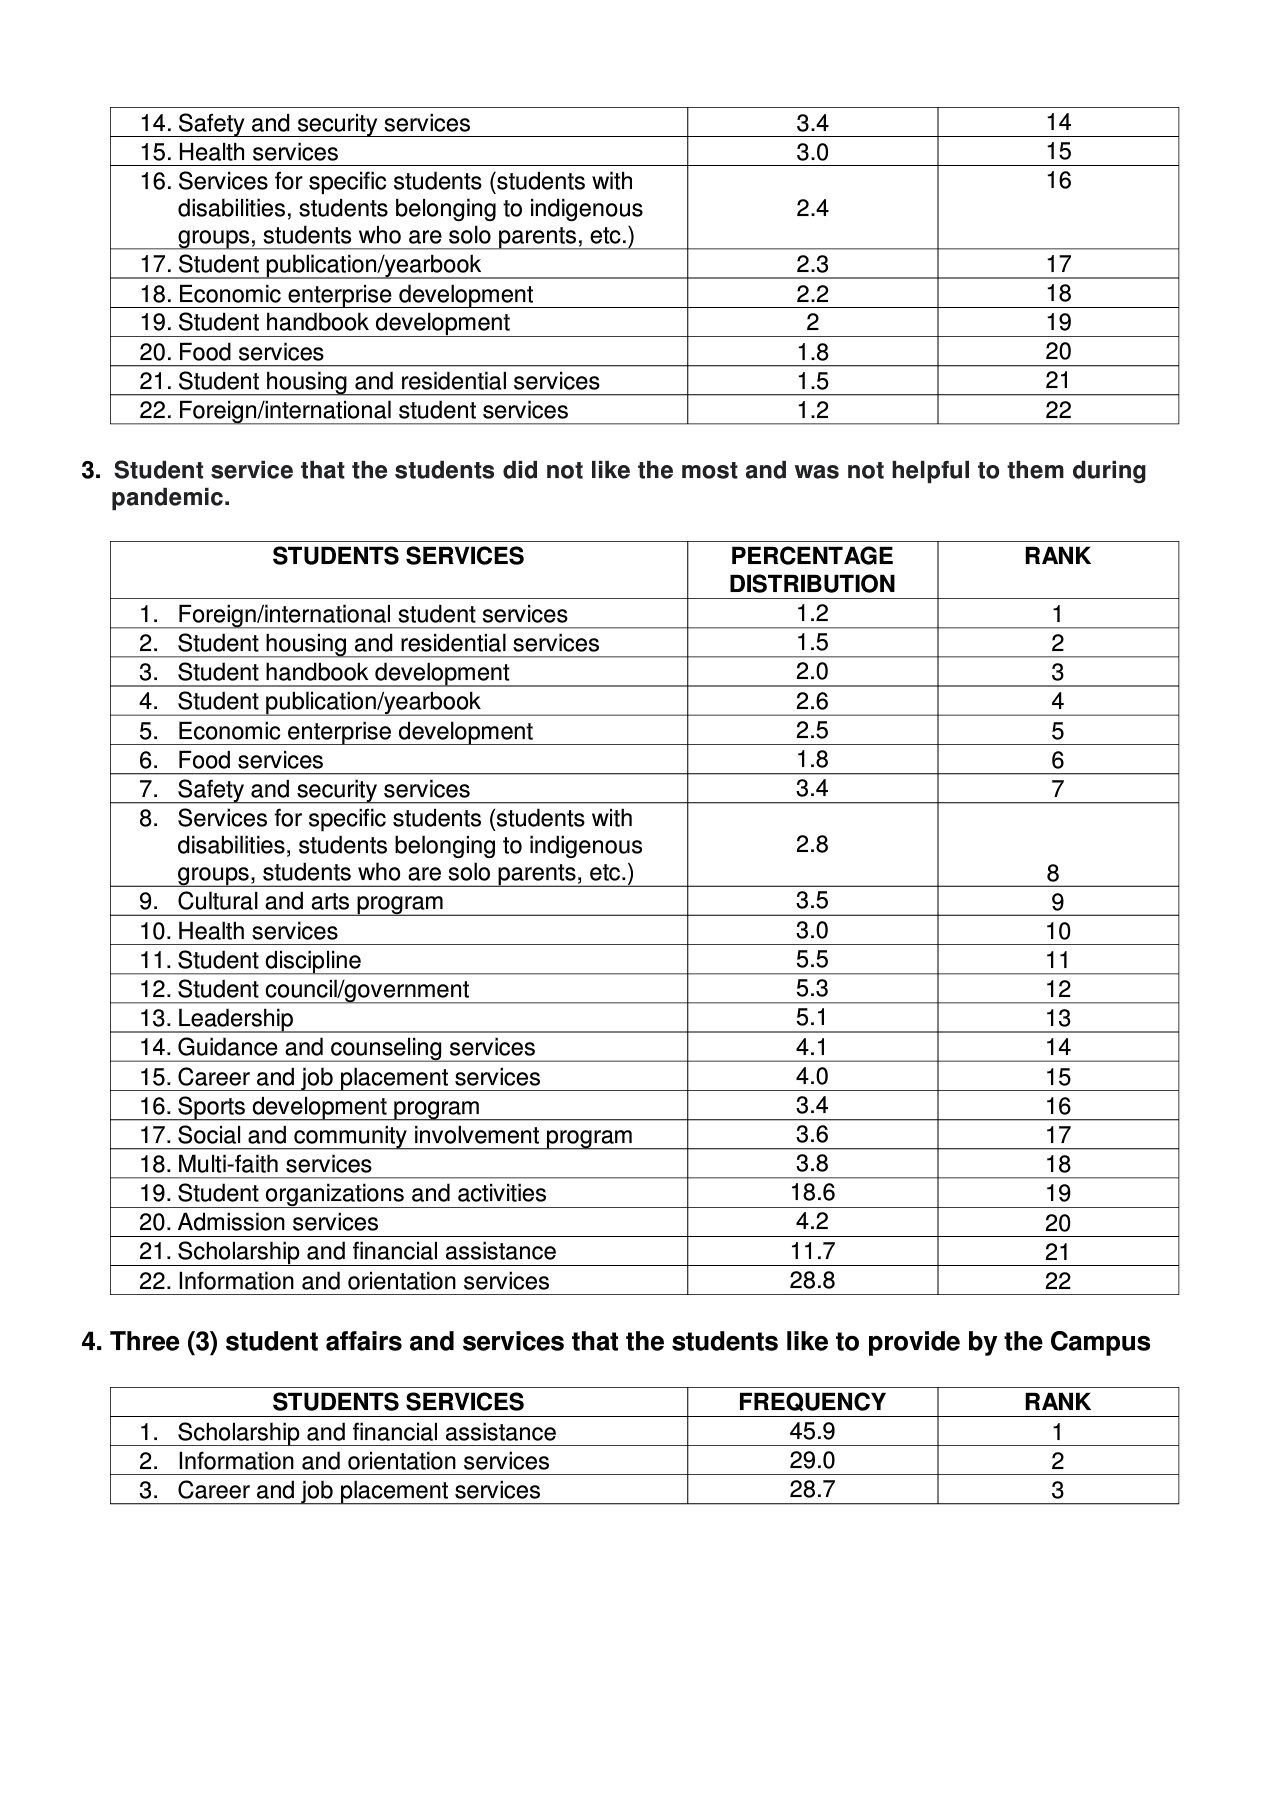 14. Safety and security services 3.4 14
15. Health services 3.0 15
16. Services for specific students (students with 16
disabilities, students belonging to indigenous 2.4
groups, students who are solo parents, etc.)
17. Student publication/yearbook 2.3 17
18. Economic enterprise development 2.2 18
19. Student handbook development 2 19
20. Food services 1.8 20
21. Student housing and residential services 1.5 21
22. Foreign/international student services 1.2 22
3. Student service that the students did not like the most and was not helpful to them during
pandemic.
STUDENTS SERVICES PERCENTAGE RANK
DISTRIBUTION
1. Foreign/international student services 1.2 1
2. Student housing and residential services 1.5 2
3. Student handbook development 2.0 3
4. Student publication/yearbook 2.6 4
5. Economic enterprise development 2.5 5
6. Food services 1.8 6
7. Safety and security services 3.4 7
8. Services for specific students (students with
disabilities, students belonging to indigenous 2.8
groups, students who are solo parents, etc.) 8
9. Cultural and arts program 3.5 9
10. Health services 3.0 10
11. Student discipline 5.5 11
12. Student council/government 5.3 12
13. Leadership 5.1 13
14. Guidance and counseling services 4.1 14
15. Career and job placement services 4.0 15
16. Sports development program 3.4 16
17. Social and community involvement program 3.6 17
18. Multi-faith services 3.8 18
19. Student organizations and activities 18.6 19
20. Admission services 4.2 20
21. Scholarship and financial assistance 11.7 21
22. Information and orientation services 28.8 22
4. Three (3) student affairs and services that the students like to provide by the Campus
STUDENTS SERVICES FREQUENCY RANK
1. Scholarship and financial assistance 45.9 1
2. Information and orientation services 29.0 2
3. Career and job placement services 28.7 3